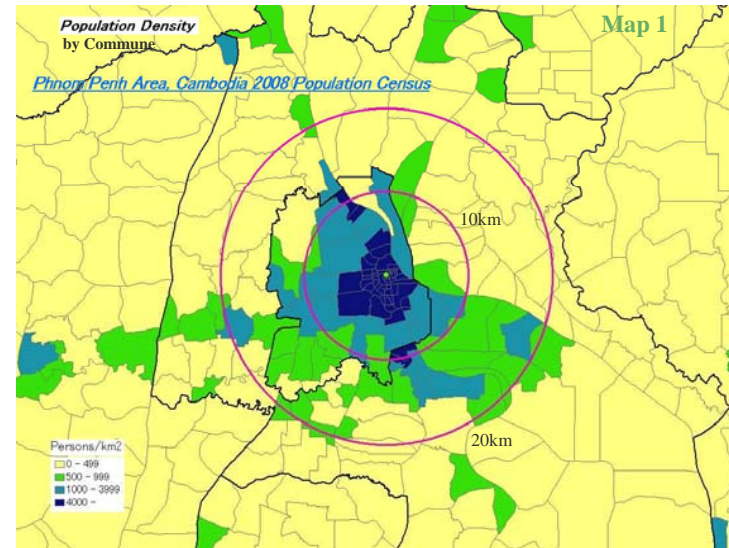 Population Density
by Commune
Map 1
Phnom Penh Area, Cambodia 2008 Population Census
10km
20km
Persons/km2
0 - 499
500 - 999
1000 - 3999
4000 -